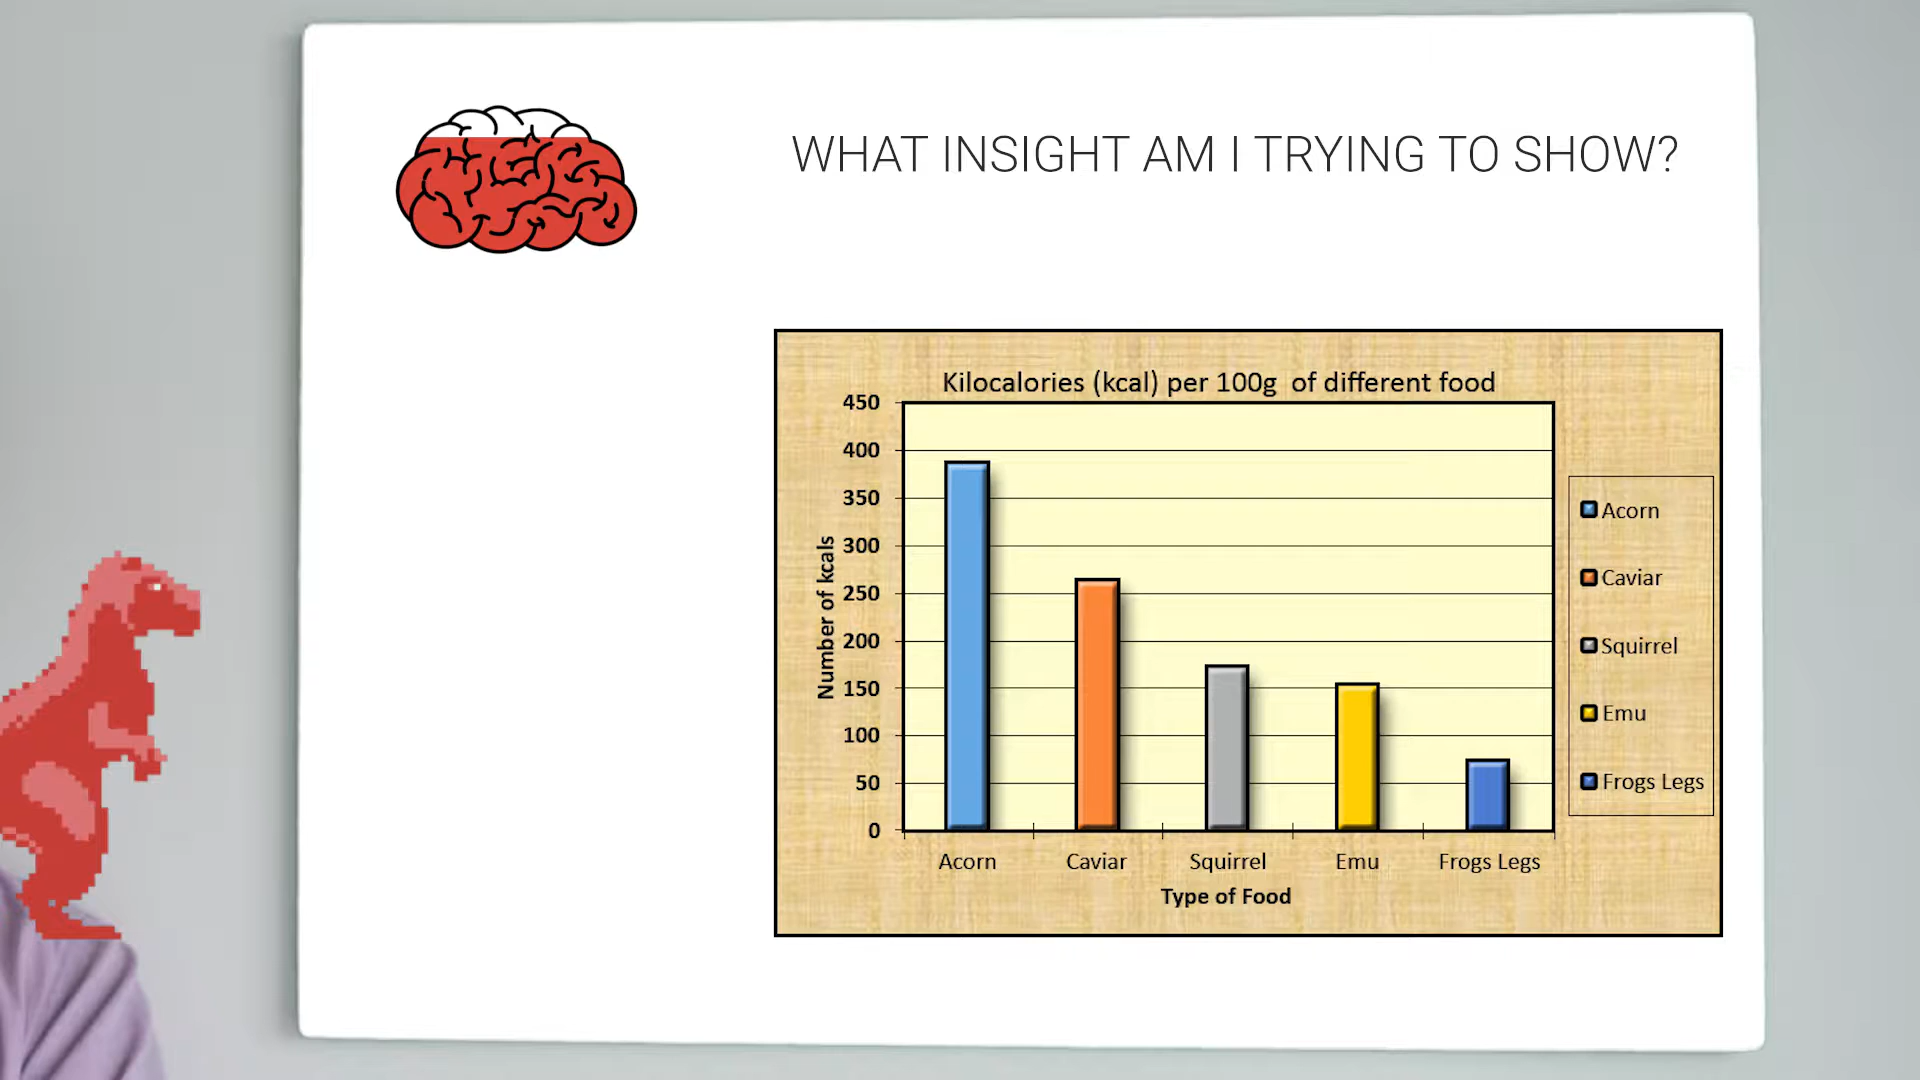 WHAT INSIGHT AM I TRYING TO SHOW?
Kilocalories (kcal) per 100g  of different food
Number of kcals
450
400
350
300
250
200
150
100
50
0
Acorn
Caviar
Squirrel
Emu
Frogs Legs
Acorn Caviar Squirrel Emu Frogs Legs
Type of Food